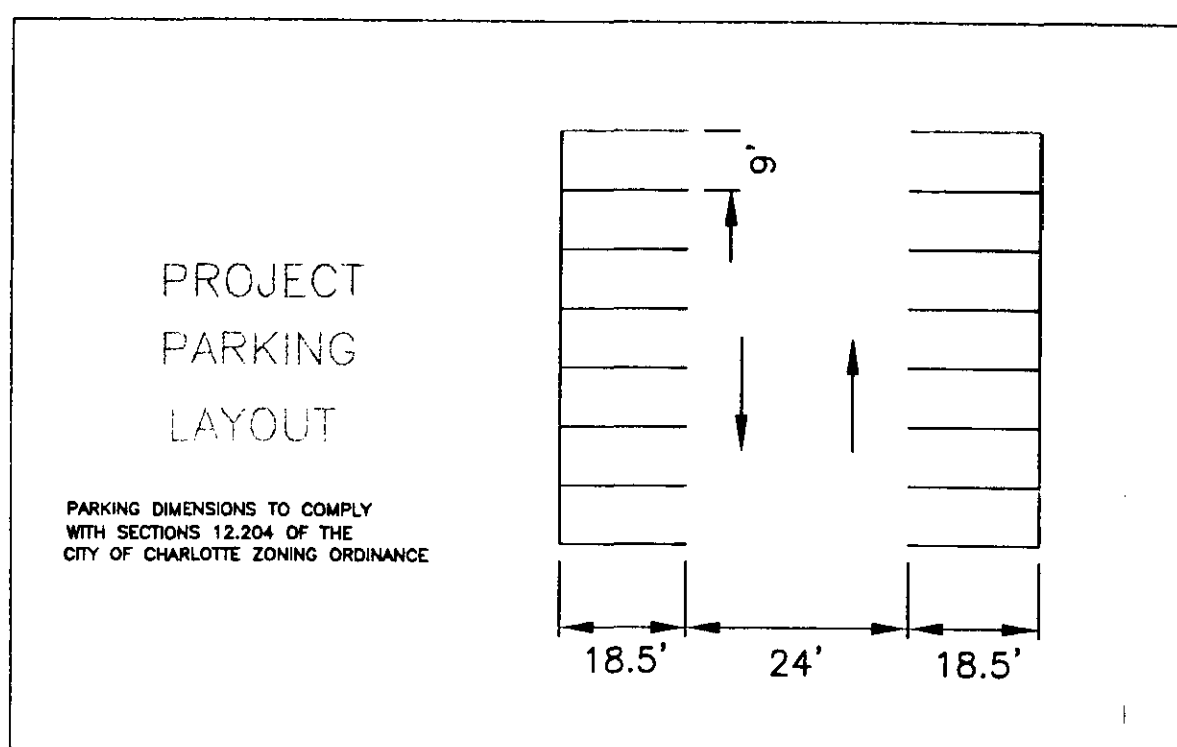 PROJECT
PARKING
LAYOUT
PARKING DIMENSIONS TO COMPLY
WITH SECTIONS 12.204 OF THE
CITY OF CHARLOTTE ZONING ORDINANCE
9'
18.5'
24'
18.5'